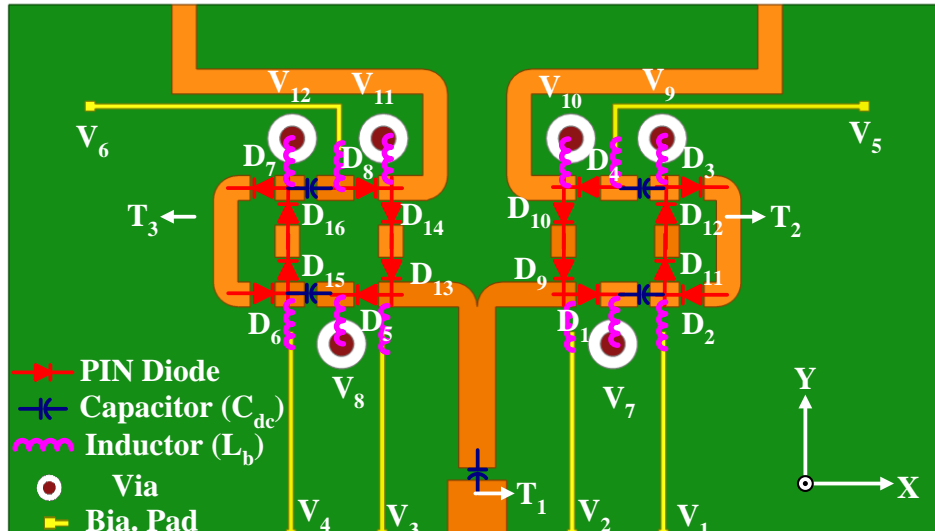 V₁₂ V₁₁ V₁₀ V₉
V₆ V₅
D₇ D₈ D₄ D₃
T₃ D₁₆ D₁₄ D₁₀ D₁₂ T₂
D₁₅ D₁₃ D₉ D₁₁
D₆ D₅ D₁ D₂
PIN Diode V₈ V₇ Y
Capacitor (C_dc)
Inductor (L_b)
Via T₁ X
Bia. Pad V₄ V₃ V₂ V₁